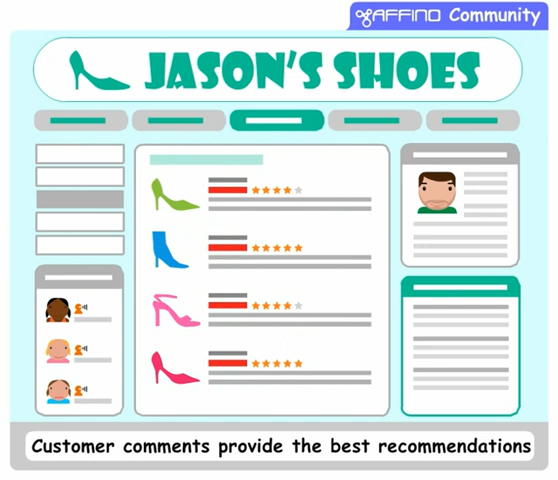 AFFINO Community
JASON'S SHOES
Customer comments provide the best recommendations